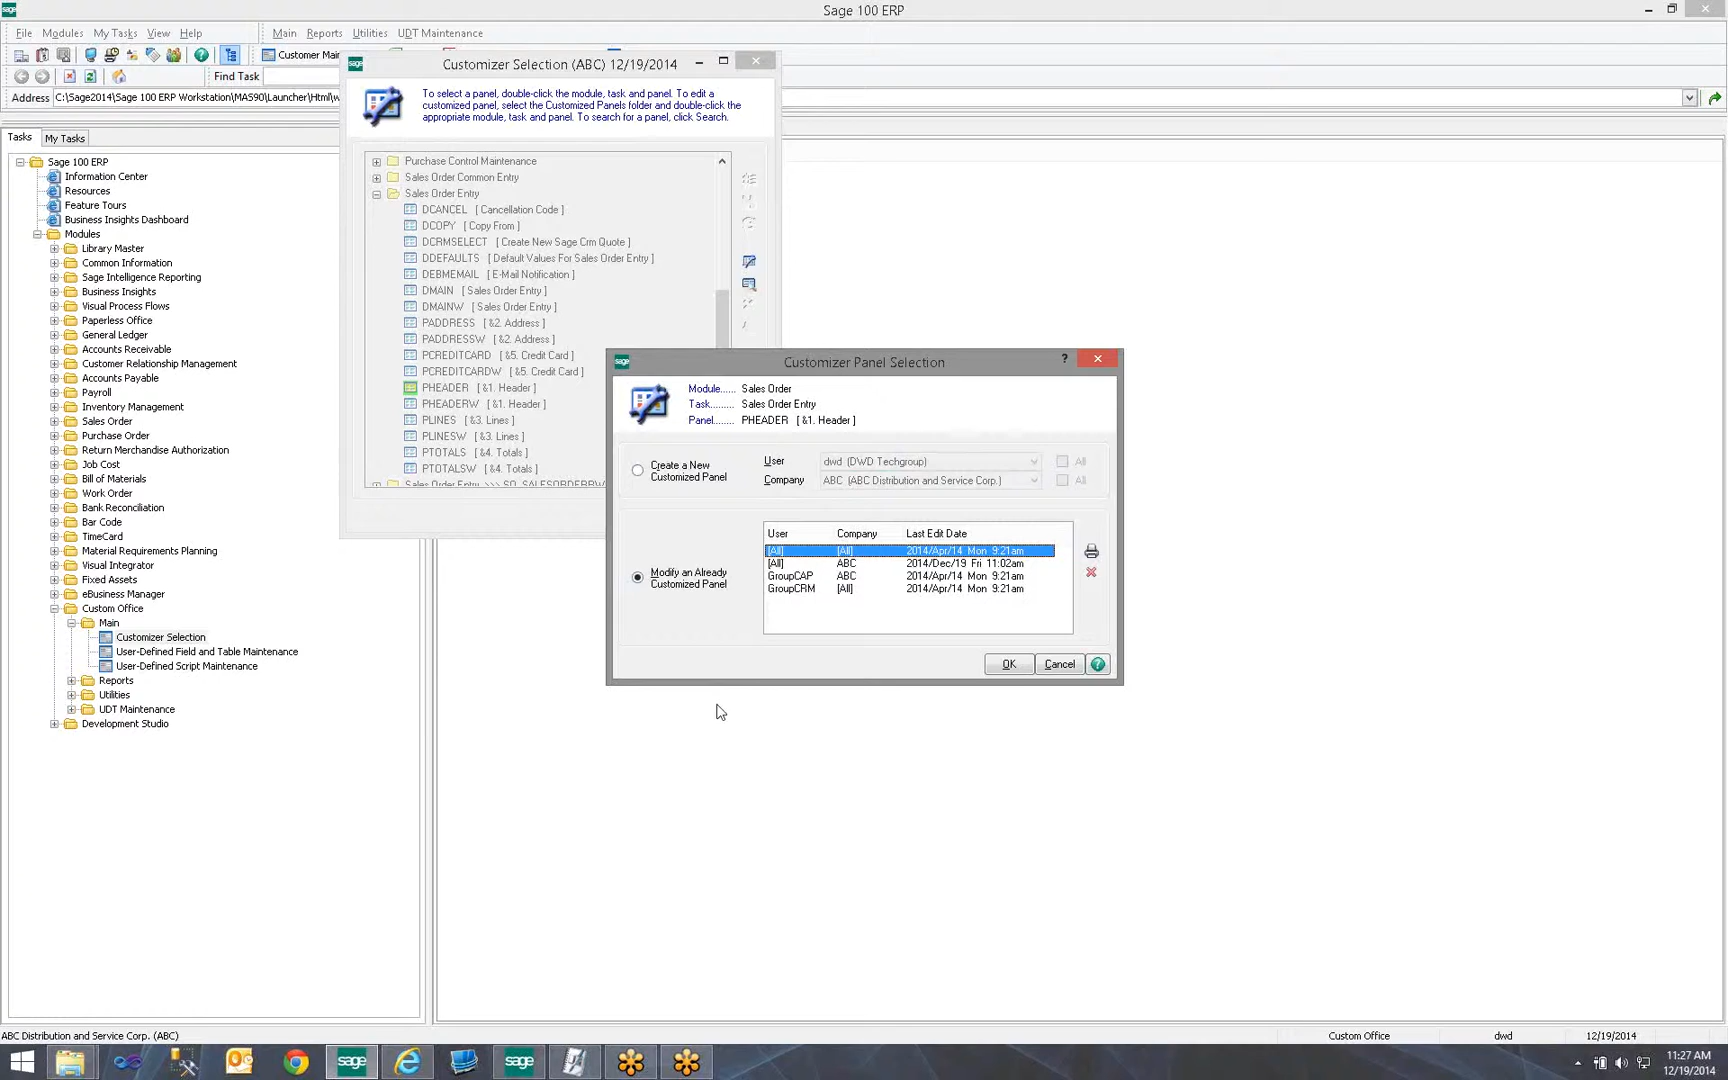 Sage 100 ERP
File Modules My Tasks View Help Main Reports Utilities UDT Maintenance
Customer Mai
Find Task
Address C:\Sage2014\Sage 100 ERP Workstation\MAS90\Launcher\Html\w
Tasks My Tasks
Sage 100 ERP
Information Center
Resources
Feature Tours
Business Insights Dashboard
Modules
Library Master
Common Information
Sage Intelligence Reporting
Business Insights
Visual Process Flows
Paperless Office
General Ledger
Accounts Receivable
Customer Relationship Management
Accounts Payable
Payroll
Inventory Management
Sales Order
Purchase Order
Return Merchandise Authorization
Job Cost
Bill of Materials
Work Order
Bank Reconciliation
Bar Code
TimeCard
Material Requirements Planning
Visual Integrator
Fixed Assets
eBusiness Manager
Custom Office
Main
Customizer Selection
User-Defined Field and Table Maintenance
User-Defined Script Maintenance
Reports
Utilities
UDT Maintenance
Development Studio
sage
Customizer Selection (ABC) 12/19/2014
To select a panel, double-click the module, task and panel. To edit a
customized panel, select the Customized Panels folder and double-click the
appropriate module, task and panel. To search for a panel, click Search.
Purchase Control Maintenance
Sales Order Common Entry
Sales Order Entry
DCANCEL [ Cancellation Code ]
DCOPY [ Copy From ]
DCRMSELECT [ Create New Sage Crm Quote ]
DDEFAULTS [ Default Values For Sales Order Entry ]
DEBMEMAIL [ E-Mail Notification ]
DMAIN [ Sales Order Entry ]
DMAINW [ Sales Order Entry ]
PADDRESS [ &2. Address ]
PADDRESSW [ &2. Address ]
PCREDITCARD [ &5. Credit Card ]
PCREDITCARDW [ &5. Credit Card ]
PHEADER [ &1. Header ]
PHEADERW [ &1. Header ]
PLINES [ &3. Lines ]
PLINESW [ &3. Lines ]
PTOTALS [ &4. Totals ]
PTOTALSW [ &4. Totals ]
Sales Order Entry >>> SO_SALESORDERRW
sage
Customizer Panel Selection
?
Module..... Sales Order
Task......... Sales Order Entry
Panel........ PHEADER [ &1. Header ]
Create a New
Customized Panel
User dwd (DWD Techgroup) All
Company ABC (ABC Distribution and Service Corp.) All
Modify an Already
Customized Panel
User Company Last Edit Date
[All] [All] 2014/Apr/14 Mon 9:21am
[All] ABC 2014/Dec/19 Fri 11:02am
GroupCAP ABC 2014/Apr/14 Mon 9:21am
GroupCRM [All] 2014/Apr/14 Mon 9:21am
OK Cancel
ABC Distribution and Service Corp. (ABC) Custom Office dwd 12/19/2014
sage
sage
11:27 AM
12/19/2014